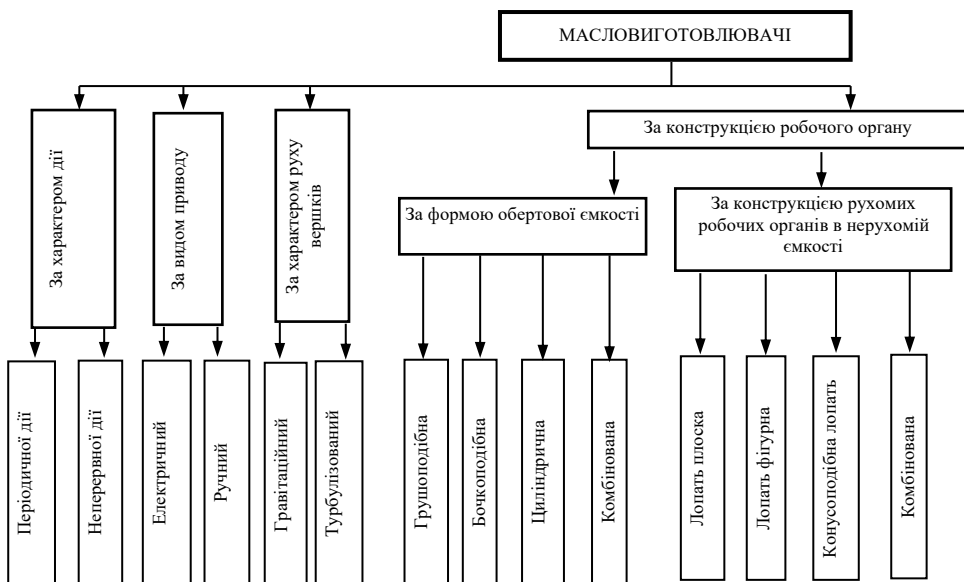 МАСЛОВИГОТОВЛЮВАЧІ
За характером дії
За видом приводу
За характером руху
вершків
За конструкцією робочого органу
За формою обертової ємкості
За конструкцією рухомих
робочих органів в нерухомій
ємкості
Періодичної дії
Неперервної дії
Електричний
Ручний
Гравітаційний
Турбулізований
Грушоподібна
Бочкоподібна
Циліндрична
Комбінована
Лопать плоска
Лопать фігурна
Конусоподібна лопать
Комбінована